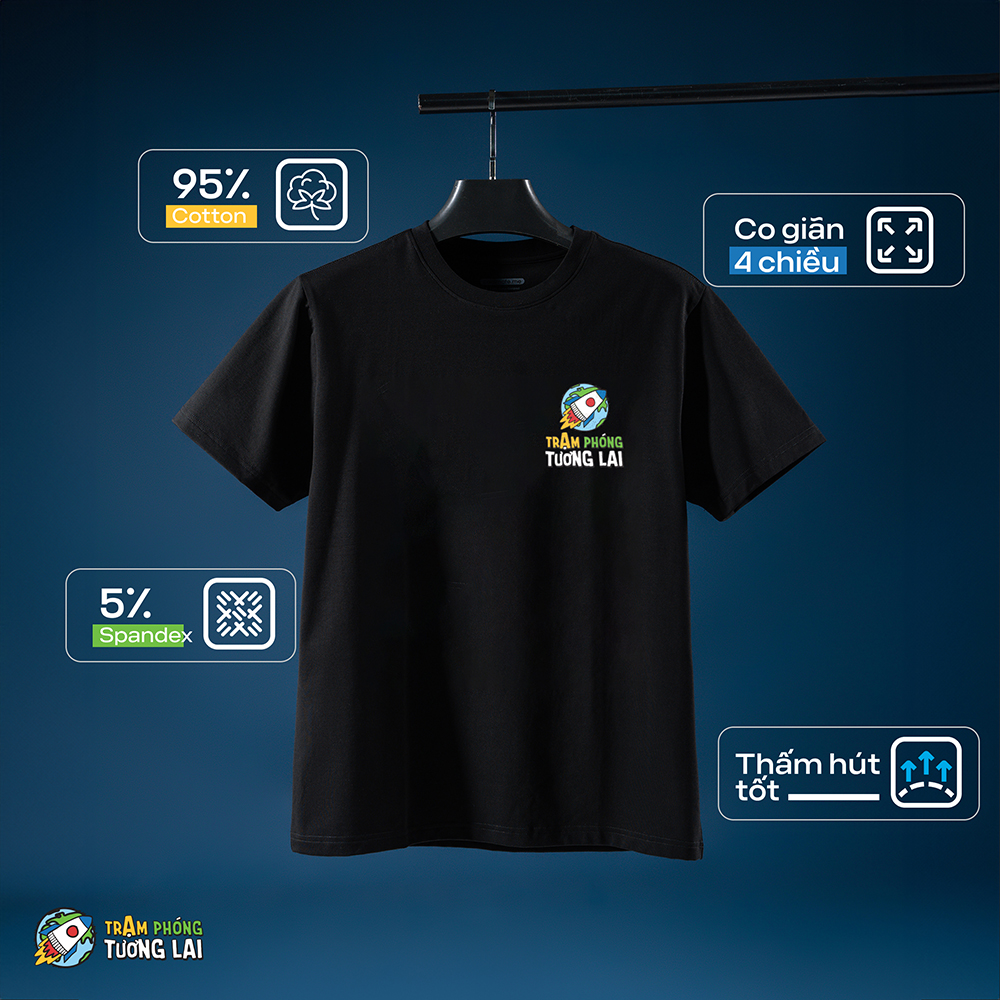 95%
Cotton
Co giãn
4 chiều
TRẠM PHÓNG
TƯƠNG LAI
5%
Spandex
Thấm hút
tốt
TRẠM PHÓNG
TƯƠNG LAI